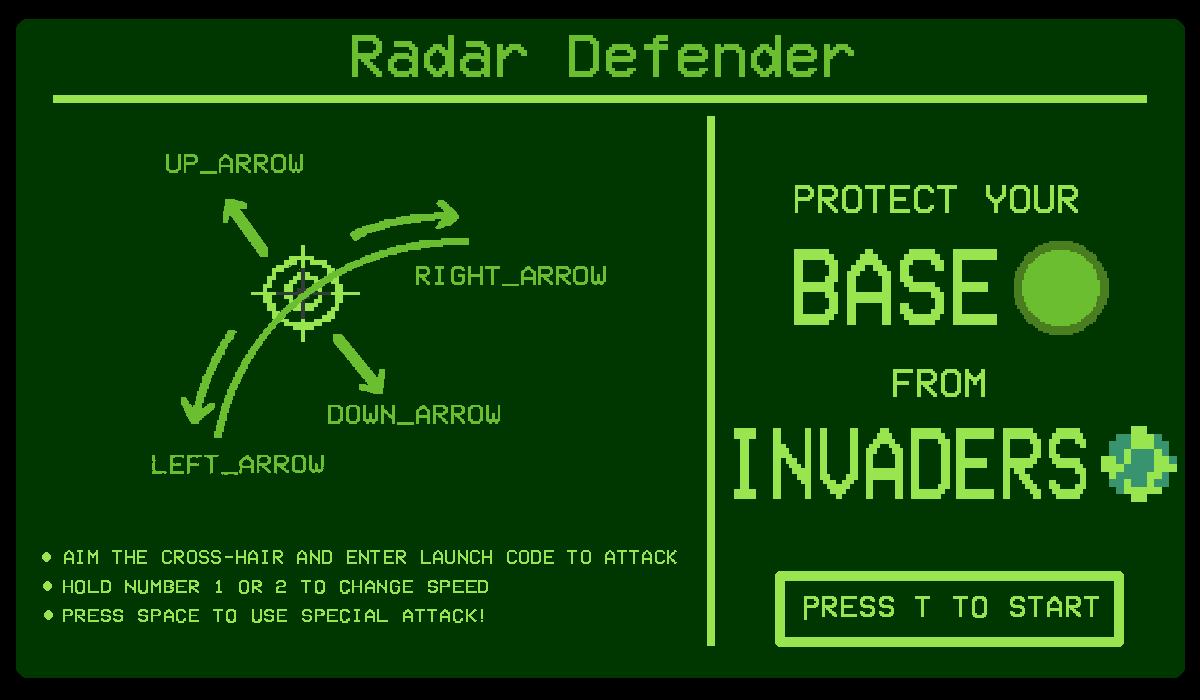 Radar Defender
UP_ARROW
RIGHT_ARROW
DOWN_ARROW
LEFT_ARROW
● AIM THE CROSS-HAIR AND ENTER LAUNCH CODE TO ATTACK
● HOLD NUMBER 1 OR 2 TO CHANGE SPEED
● PRESS SPACE TO USE SPECIAL ATTACK!
PROTECT YOUR
BASE
FROM
INVADERS
PRESS T TO START